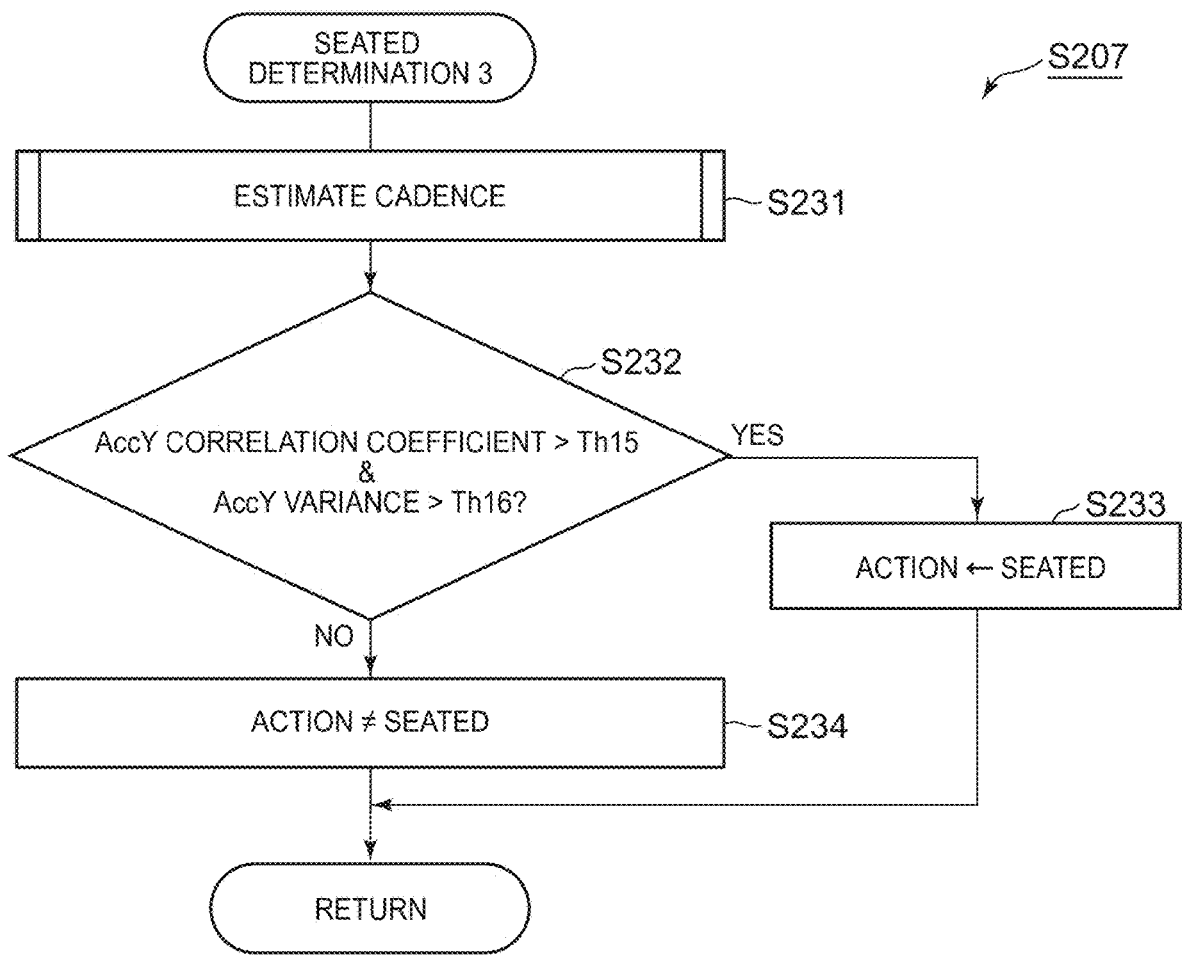 SEATED
DETERMINATION 3
S207
ESTIMATE CADENCE
S231
S232
AccY CORRELATION COEFFICIENT > Th15
&
AccY VARIANCE > Th16?
YES
S233
ACTION ← SEATED
NO
ACTION ≠ SEATED
S234
RETURN